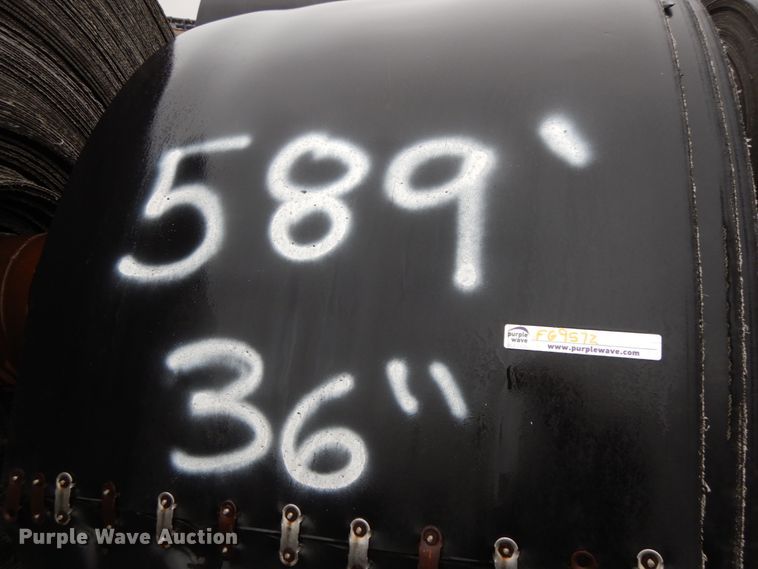 589'
36"
purple
wave
FG9572
www.purplewave.com
Purple Wave Auction